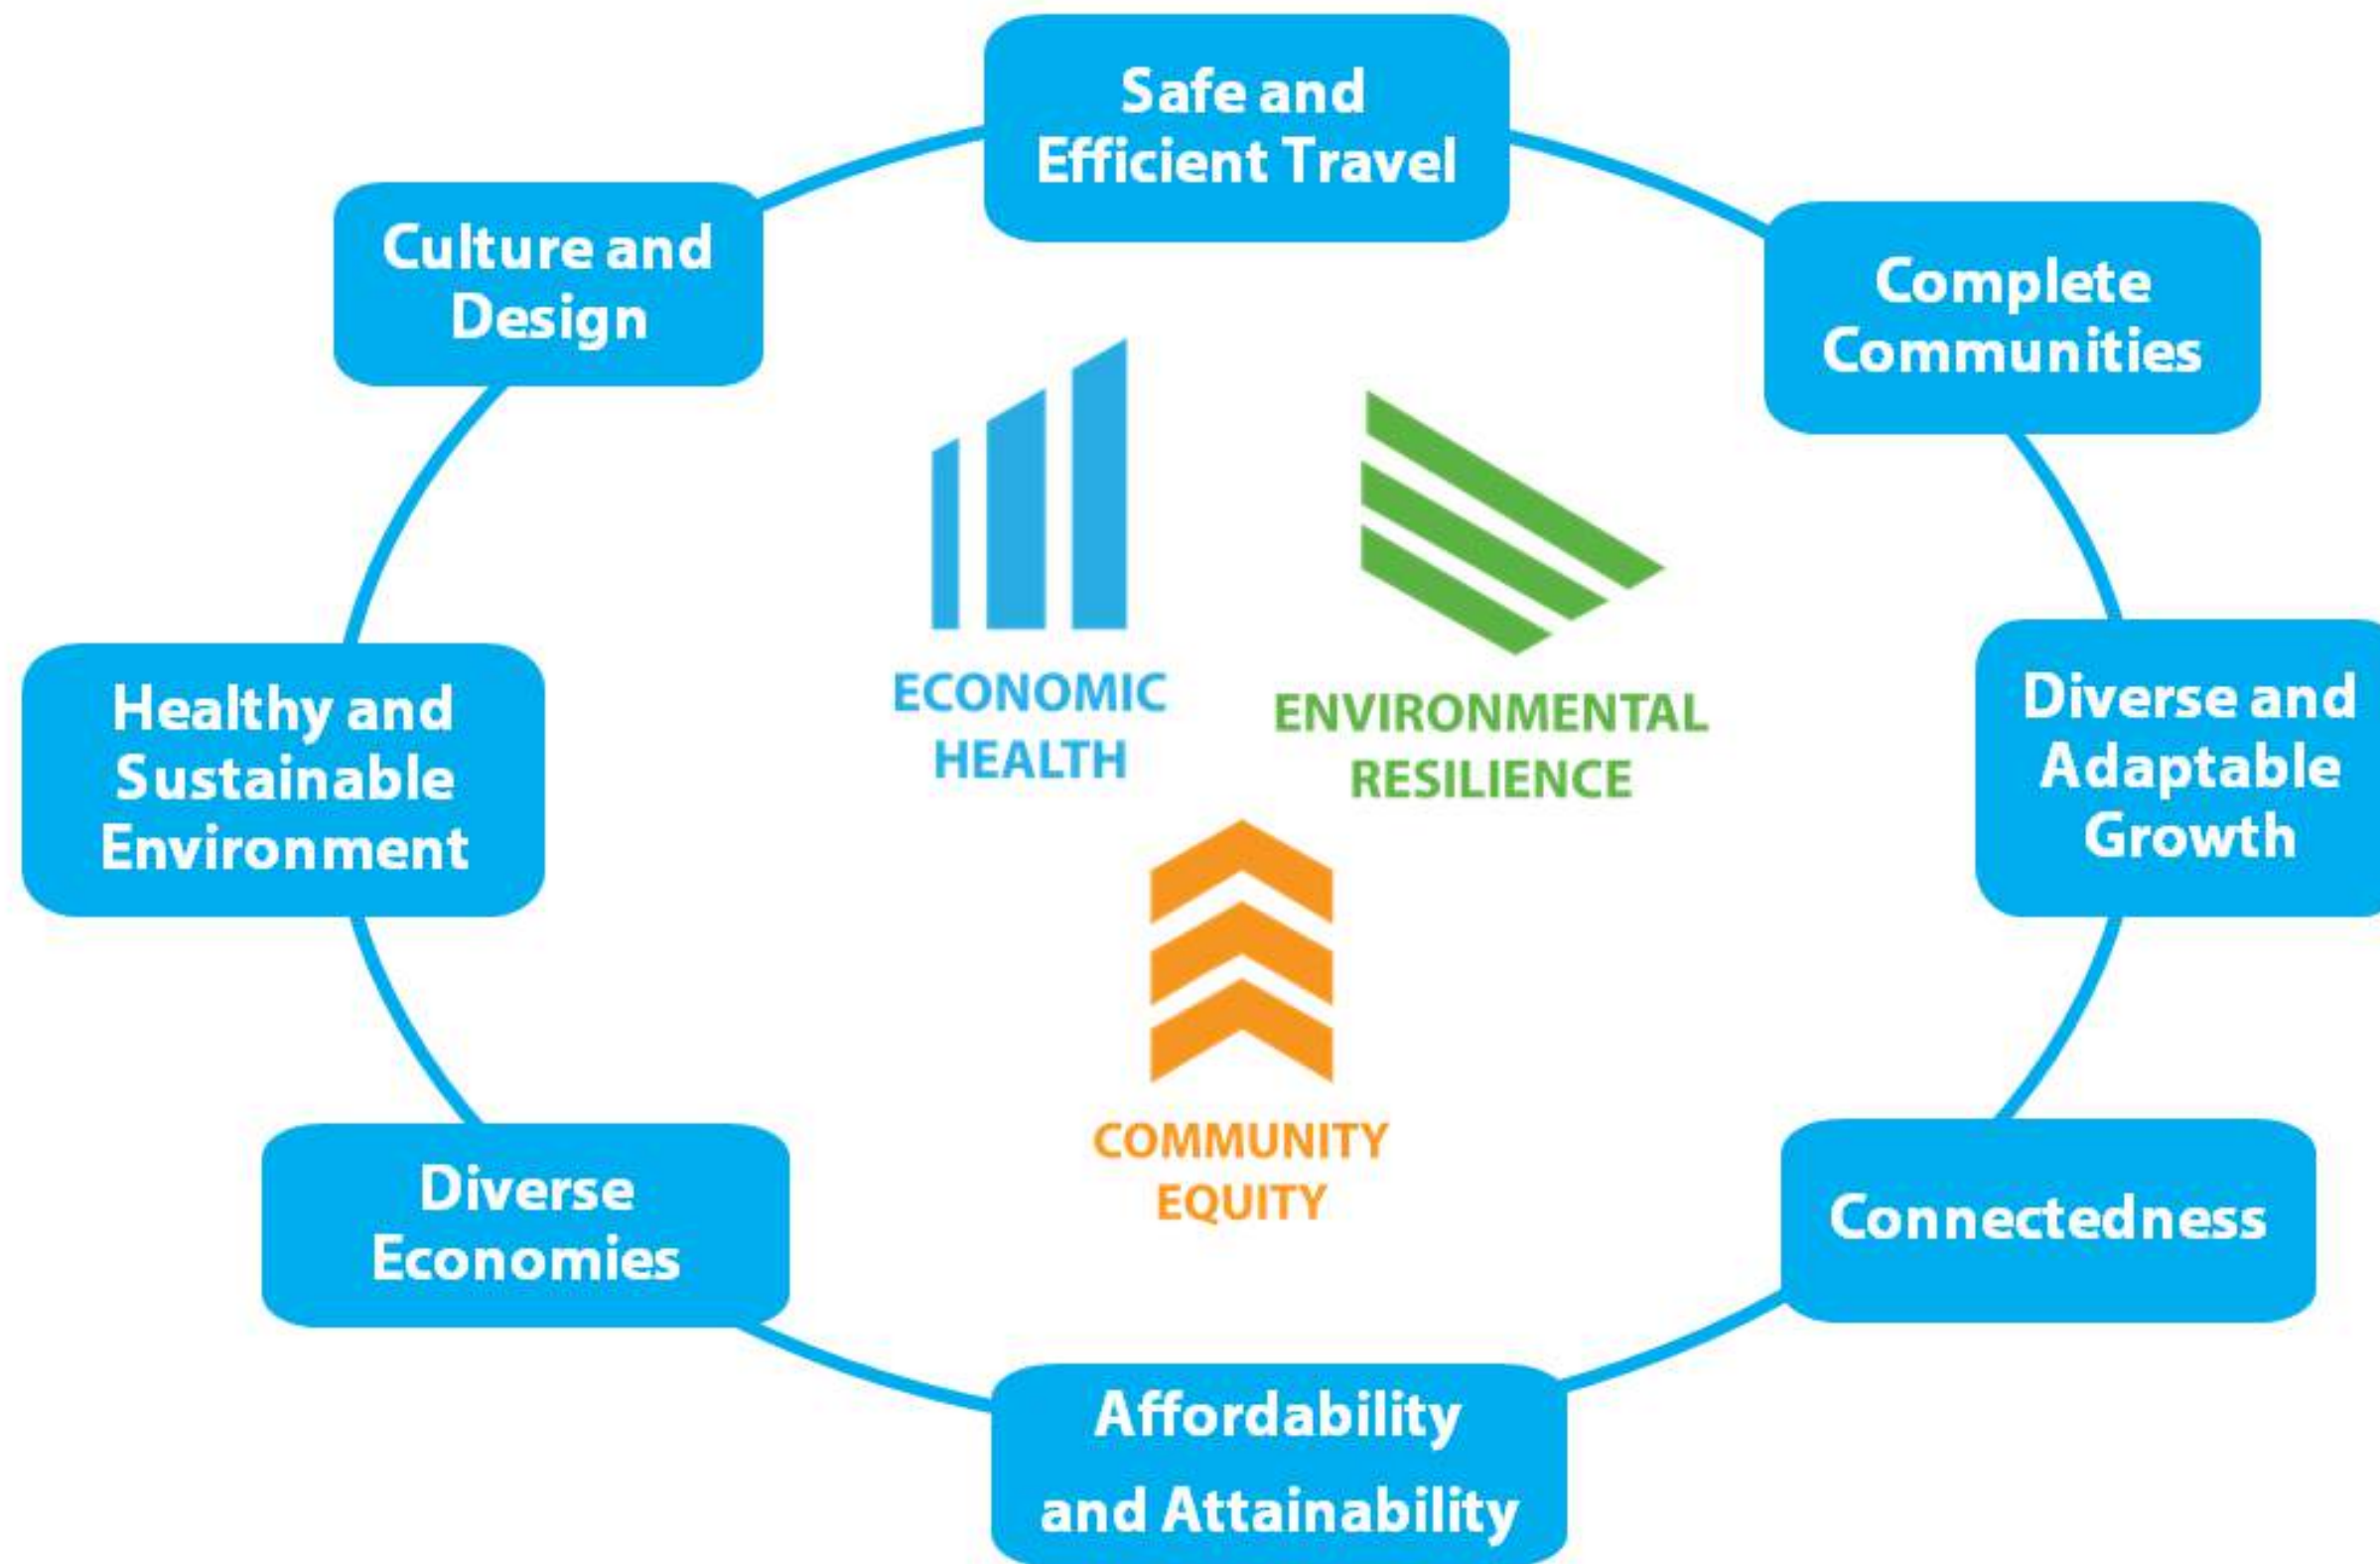 Safe and
Efficient Travel
Culture and
Design
Complete
Communities
ECONOMIC
HEALTH
ENVIRONMENTAL
RESILIENCE
Healthy and
Sustainable
Environment
Diverse and
Adaptable
Growth
COMMUNITY
EQUITY
Diverse
Economies
Connectedness
Affordability
and Attainability